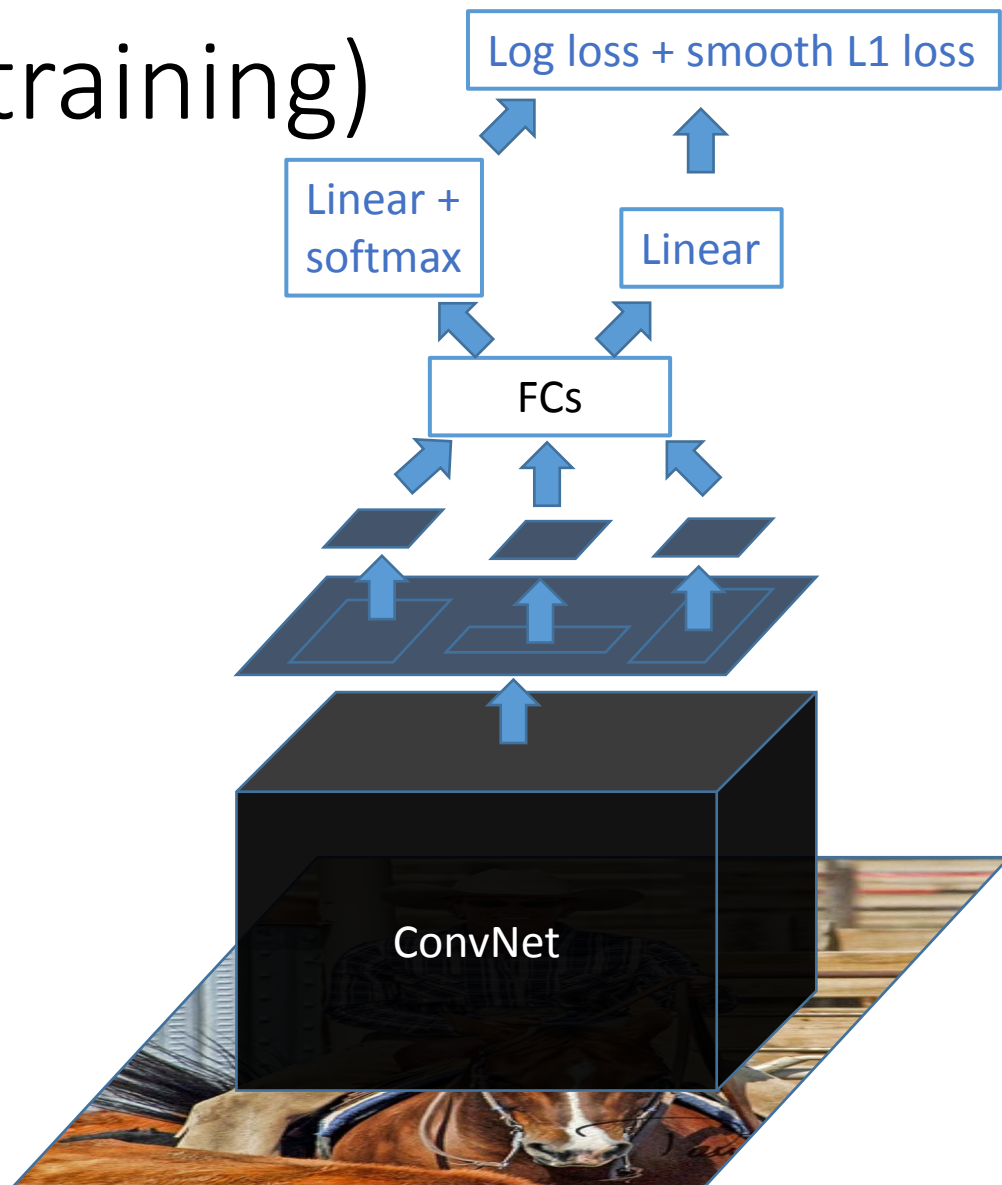 training)
Log loss + smooth L1 loss
Linear +
softmax
Linear
FCs
ConvNet